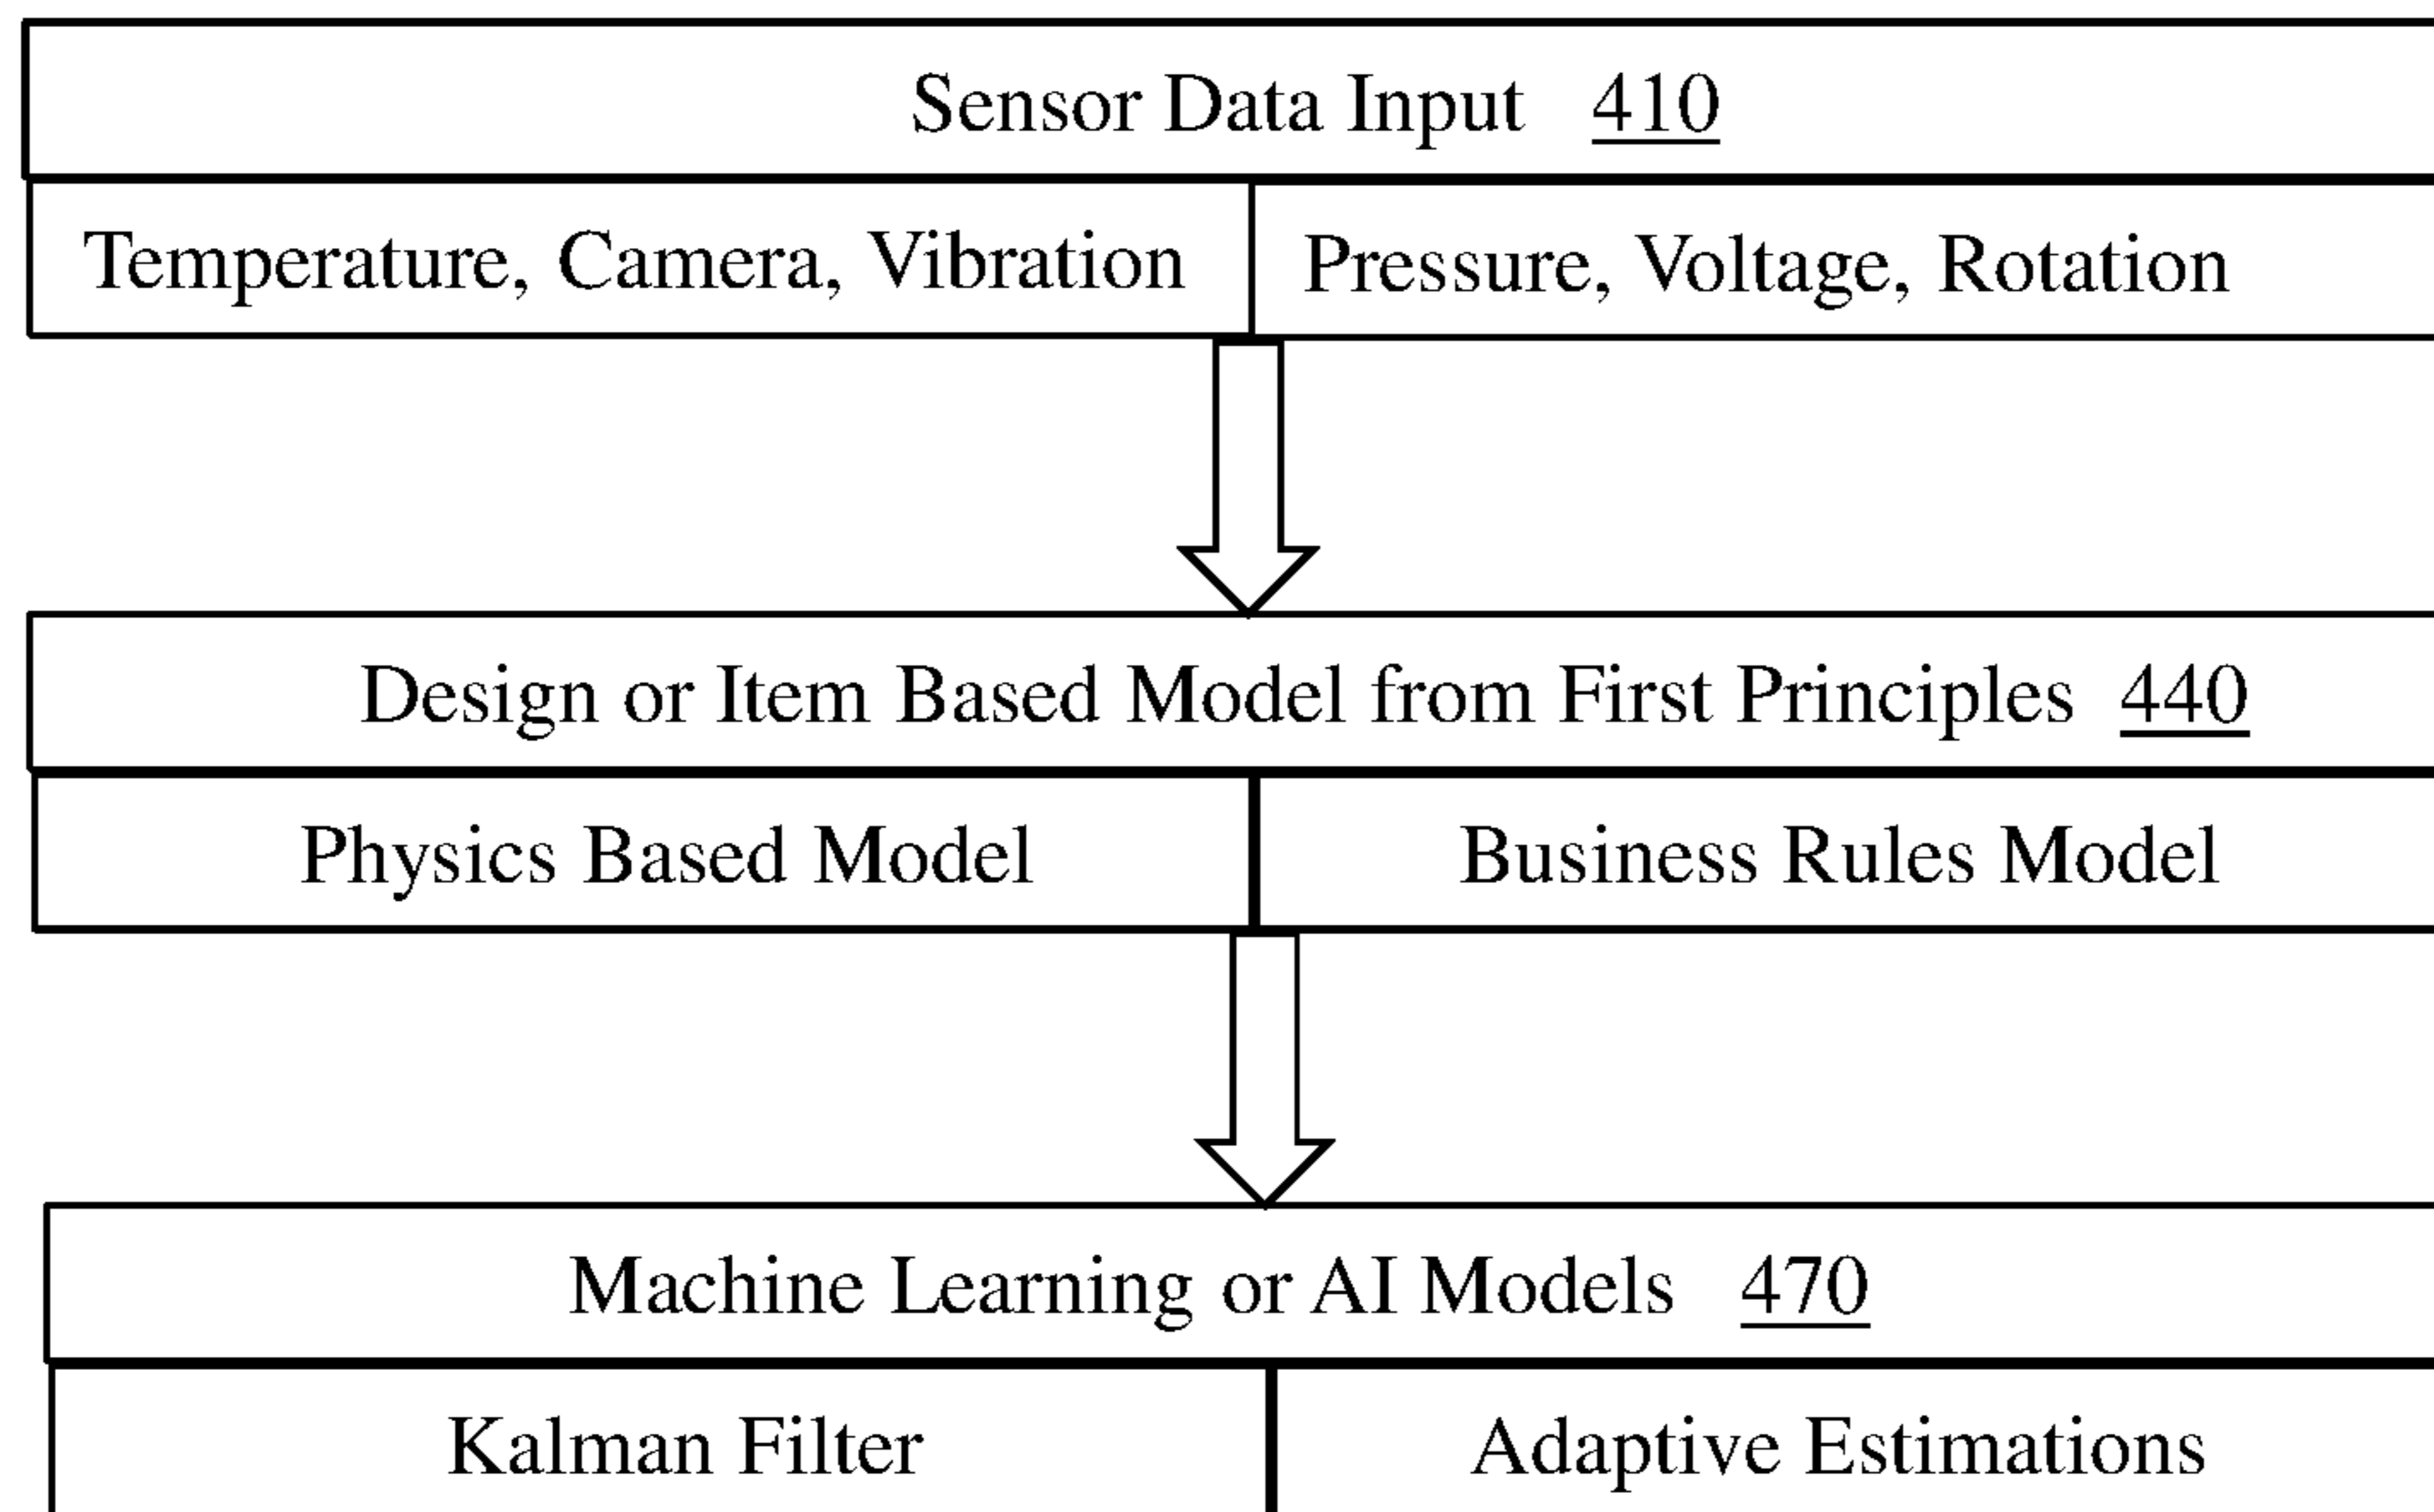 Sensor Data Input 410
Temperature, Camera, Vibration
Pressure, Voltage, Rotation
Design or Item Based Model from First Principles 440
Physics Based Model
Business Rules Model
Machine Learning or AI Models 470
Kalman Filter
Adaptive Estimations